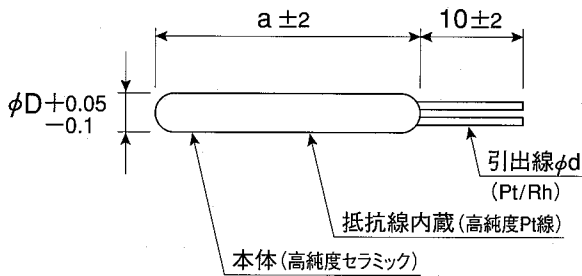 a ±2
10±2
φD+0.05
−0.1
引出線φd
(Pt/Rh)
抵抗線内蔵(高純度Pt線)
本体(高純度セラミック)